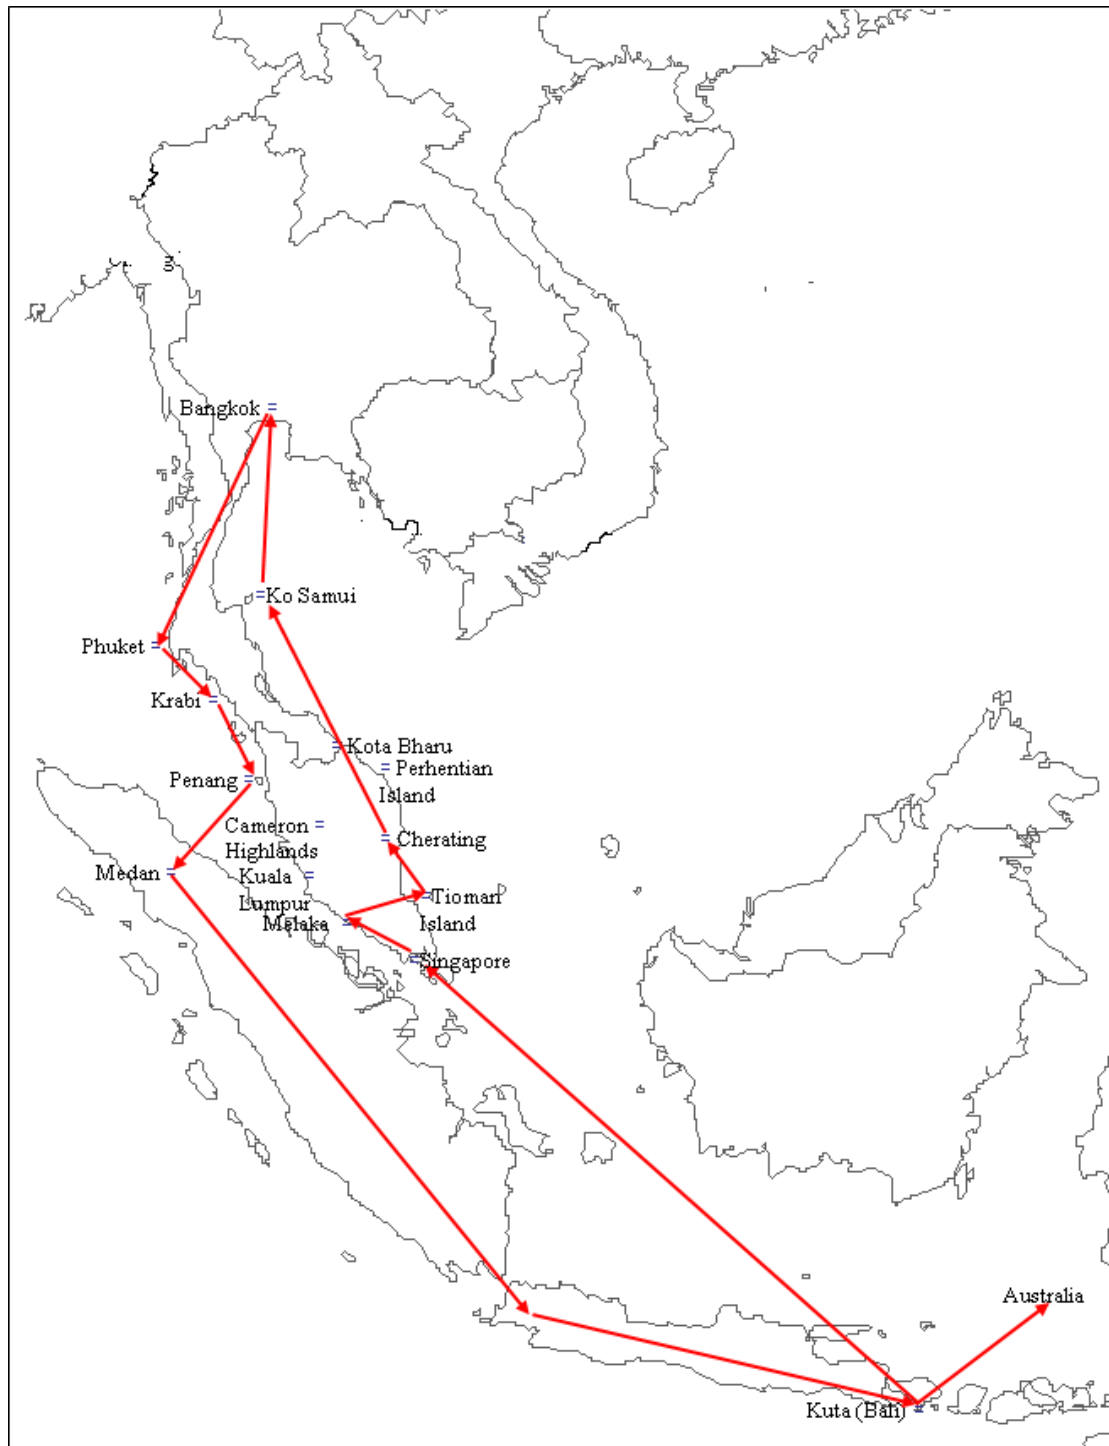 Bangkok
Ko Samui
Phuket
Krabi
Kota Bharu
Perhentian
Island
Penang
Cameron
Highlands
Cherating
Medan
Kuala
Lumpur
Tioman
Island
Melaka
Singapore
Australia
Kuta (Bali)